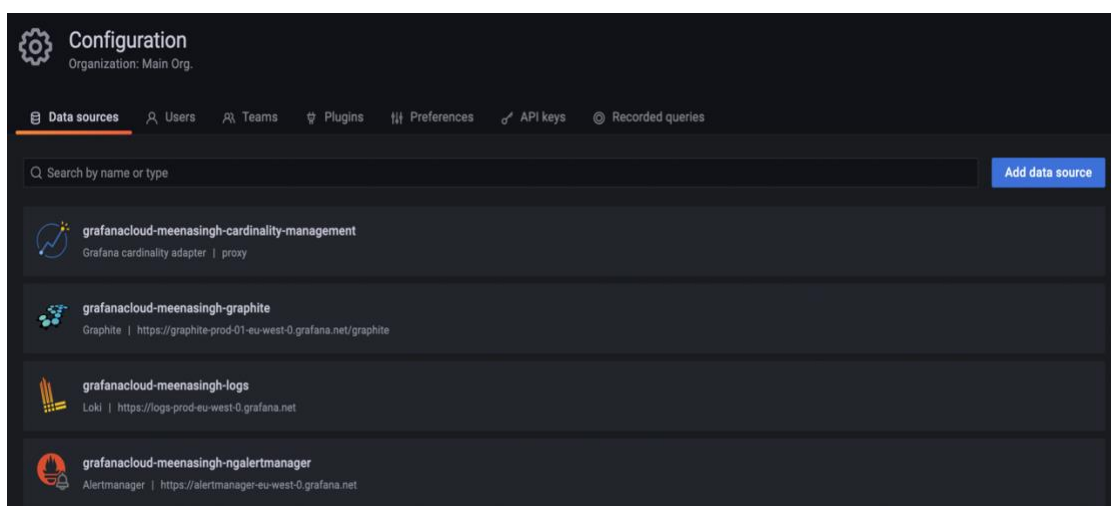 Configuration
Organization: Main Org.
Data sources Users Teams Plugins Preferences API keys Recorded queries
Search by name or type Add data source
grafanacloud-meenasingh-cardinality-management
Grafana cardinality adapter | proxy
grafanacloud-meenasingh-graphite
Graphite | https://graphite-prod-01-eu-west-0.grafana.net/graphite
grafanacloud-meenasingh-logs
Loki | https://logs-prod-eu-west-0.grafana.net
grafanacloud-meenasingh-ngalertmanager
Alertmanager | https://alertmanager-eu-west-0.grafana.net